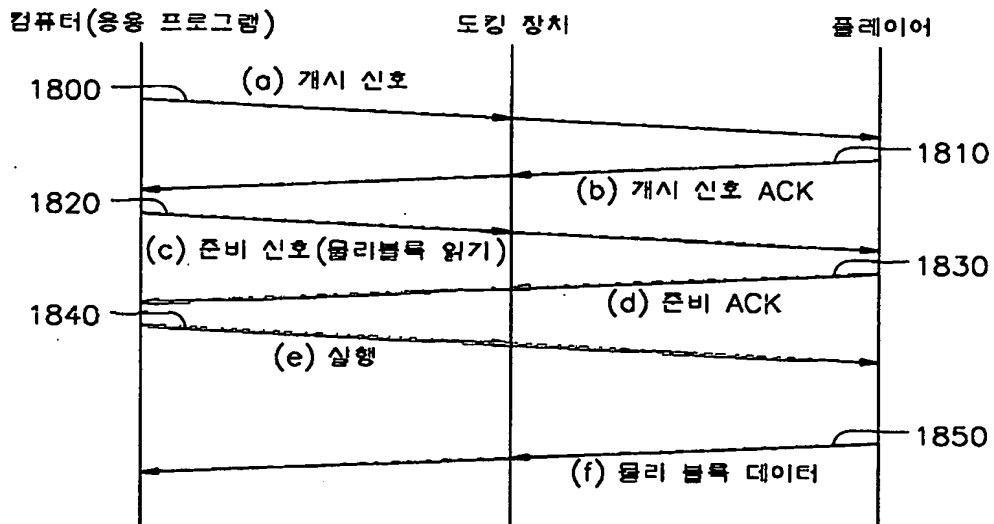 컴퓨터(응용 프로그램) 도킹 장치 플레이어
(a) 개시 신호
1800
1810
(b) 개시 신호 ACK
1820
(c) 준비 신호(물리블록 읽기)
1830
(d) 준비 ACK
1840
(e) 실행
1850
(f) 물리 블록 데이터